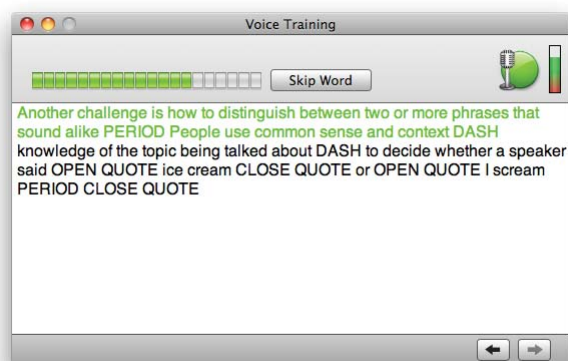 Voice Training
Skip Word
Another challenge is how to distinguish between two or more phrases that
sound alike PERIOD People use common sense and context DASH
knowledge of the topic being talked about DASH to decide whether a speaker
said OPEN QUOTE ice cream CLOSE QUOTE or OPEN QUOTE I scream
PERIOD CLOSE QUOTE